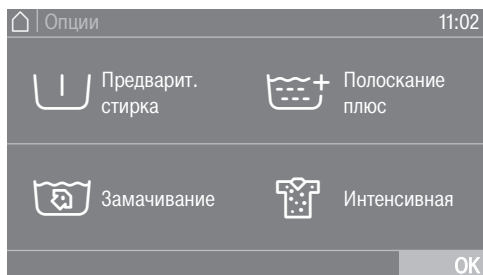 Опции 11:02
Предварит.
стирка
Полоскание
плюс
Замачивание
Интенсивная
OK